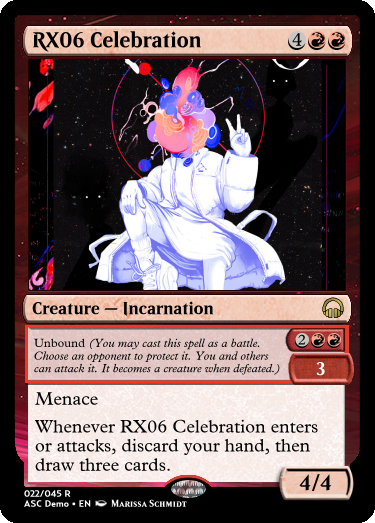 RX06 Celebration 4
Unbound (You may cast this spell as a battle. 2
Choose an opponent to protect it. You and others
can attack it. It becomes a creature when defeated.) 3
Creature — Incarnation
Menace
Whenever RX06 Celebration enters
or attacks, discard your hand, then
draw three cards.
4/4
022/045 R
ASC Demo • EN Marissa Schmidt